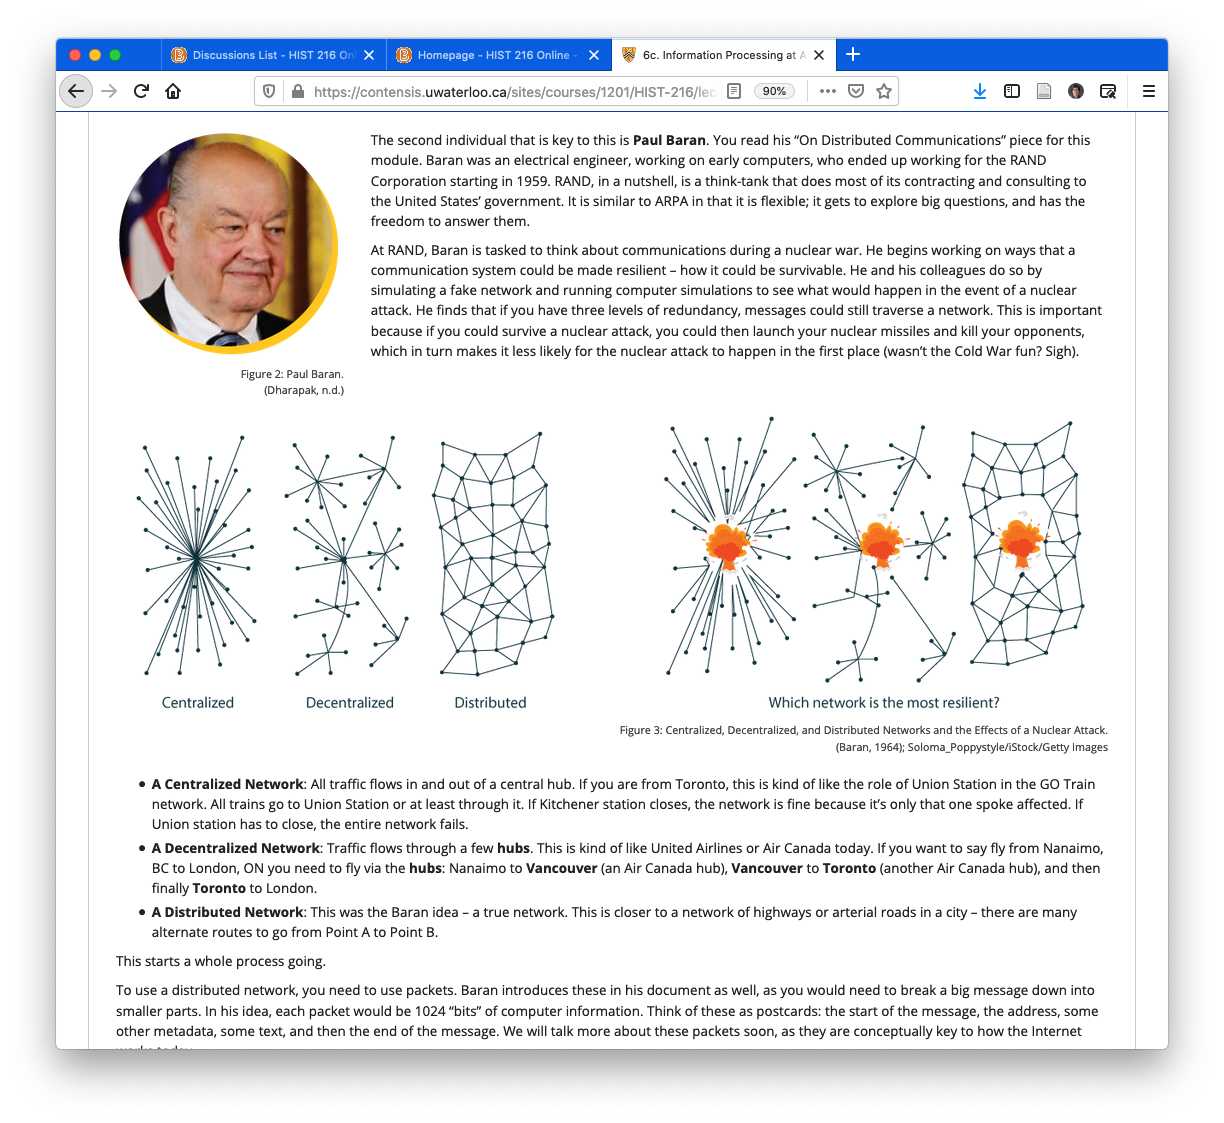 Discussions List - HIST 216 Onl
Homepage - HIST 216 Online -
6c. Information Processing at A
https://contensis.uwaterloo.ca/sites/courses/1201/HIST-216/lec
90%
The second individual that is key to this is Paul Baran. You read his “On Distributed Communications” piece for this
module. Baran was an electrical engineer, working on early computers, who ended up working for the RAND
Corporation starting in 1959. RAND, in a nutshell, is a think-tank that does most of its contracting and consulting to
the United States’ government. It is similar to ARPA in that it is flexible; it gets to explore big questions, and has the
freedom to answer them.
At RAND, Baran is tasked to think about communications during a nuclear war. He begins working on ways that a
communication system could be made resilient – how it could be survivable. He and his colleagues do so by
simulating a fake network and running computer simulations to see what would happen in the event of a nuclear
attack. He finds that if you have three levels of redundancy, messages could still traverse a network. This is important
because if you could survive a nuclear attack, you could then launch your nuclear missiles and kill your opponents,
which in turn makes it less likely for the nuclear attack to happen in the first place (wasn’t the Cold War fun? Sigh).
Figure 2: Paul Baran.
(Dharapak, n.d.)
Centralized
Decentralized
Distributed
Which network is the most resilient?
Figure 3: Centralized, Decentralized, and Distributed Networks and the Effects of a Nuclear Attack.
(Baran, 1964); Soloma_Poppystyle/iStock/Getty Images
• A Centralized Network: All traffic flows in and out of a central hub. If you are from Toronto, this is kind of like the role of Union Station in the GO Train
network. All trains go to Union Station or at least through it. If Kitchener station closes, the network is fine because it’s only that one spoke affected. If
Union station has to close, the entire network fails.
• A Decentralized Network: Traffic flows through a few hubs. This is kind of like United Airlines or Air Canada today. If you want to say fly from Nanaimo,
BC to London, ON you need to fly via the hubs: Nanaimo to Vancouver (an Air Canada hub), Vancouver to Toronto (another Air Canada hub), and then
finally Toronto to London.
• A Distributed Network: This was the Baran idea – a true network. This is closer to a network of highways or arterial roads in a city – there are many
alternate routes to go from Point A to Point B.
This starts a whole process going.
To use a distributed network, you need to use packets. Baran introduces these in his document as well, as you would need to break a big message down into
smaller parts. In his idea, each packet would be 1024 “bits” of computer information. Think of these as postcards: the start of the message, the address, some
other metadata, some text, and then the end of the message. We will talk more about these packets soon, as they are conceptually key to how the Internet